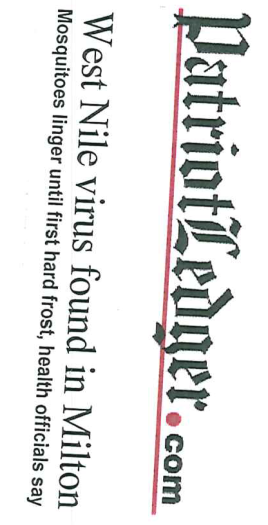 PatriotLedger.com
West Nile virus found in Milton
Mosquitoes linger until first hard frost, health officials say